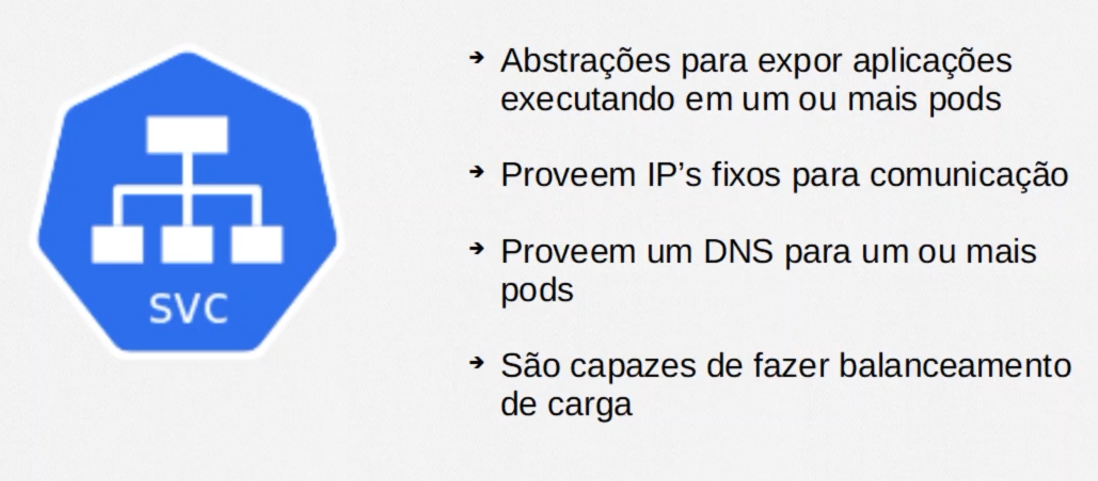 Abstrações para expor aplicações
executando em um ou mais pods
Proveem IP’s fixos para comunicação
Proveem um DNS para um ou mais
pods
São capazes de fazer balanceamento
de carga
SVC